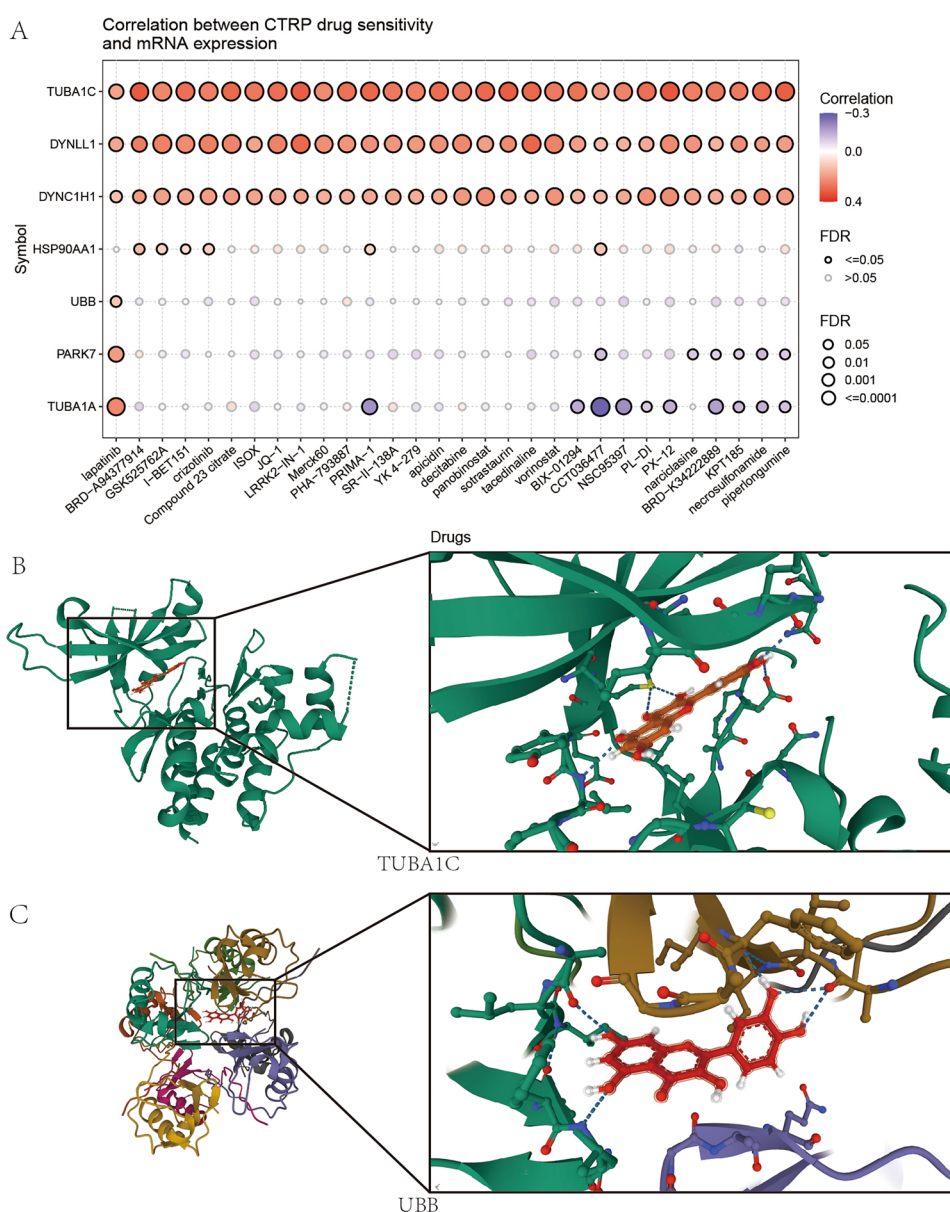 A
Correlation between CTRP drug sensitivity
and mRNA expression
Symbol
TUBA1C
DYNLL1
DYNC1H1
HSP90AA1
UBB
PARK7
TUBA1A
lapatinib
BRD-A94377914
GSK525762A
I-BET151
crizotinib
Compound 23 citrate
ISOX
JQ-1
LRRK2-IN-1
Merck60
PHA-793887
PRIMA-1
SR-II-138A
YK 4-279
apicidin
decitabine
panobinostat
sotrastaurin
tacedinaline
vorinostat
BIX-01294
CCT036477
NSC95397
PL-DI
PX-12
narciclasine
BRD-K34222889
KPT185
necrosulfonamide
piperlongumine
Drugs
Correlation
-0.3
0.0
0.4
FDR
<=0.05
>0.05
FDR
0.05
0.01
0.001
<=0.0001
B
TUBA1C
C
UBB